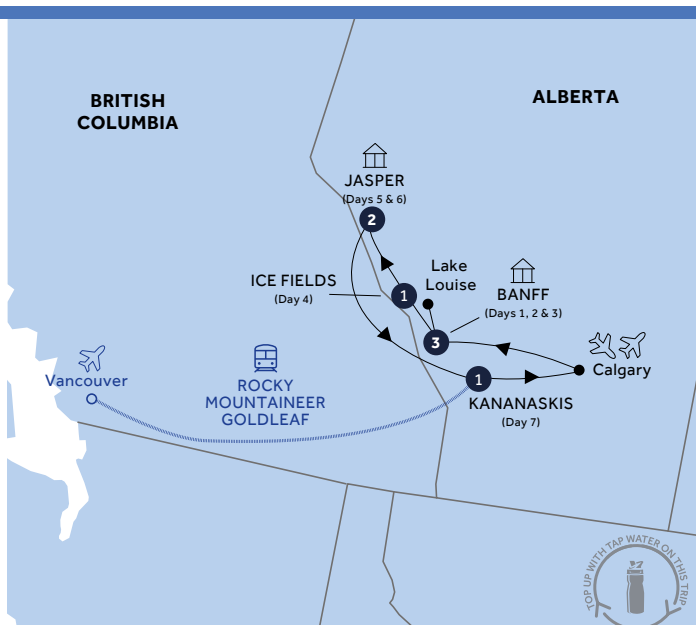 BRITISH
COLUMBIA
ALBERTA
JASPER
(Days 5 & 6)
2
ICE FIELDS
(Day 4)
1
Lake
Louise
BANFF
(Days 1, 2 & 3)
3
Calgary
1
KANANASKIS
(Day 7)
Vancouver
ROCKY
MOUNTAINEER
GOLDLEAF
TOP UP WITH TAP WATER ON THIS TRIP